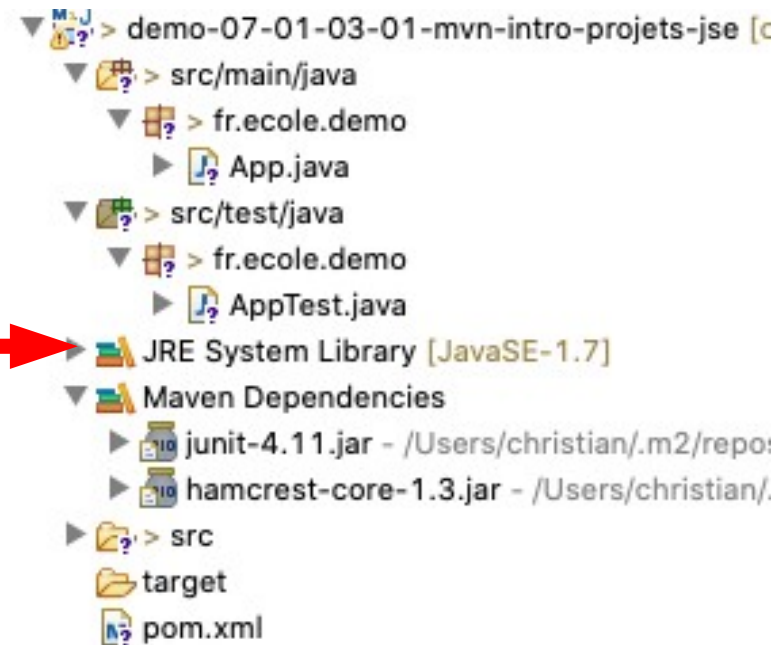 > demo-07-01-03-01-mvn-intro-projets-jse
> src/main/java
> fr.ecole.demo
App.java
> src/test/java
> fr.ecole.demo
AppTest.java
JRE System Library [JavaSE-1.7]
Maven Dependencies
junit-4.11.jar - /Users/christian/.m2/repos
hamcrest-core-1.3.jar - /Users/christian/.
> src
target
pom.xml